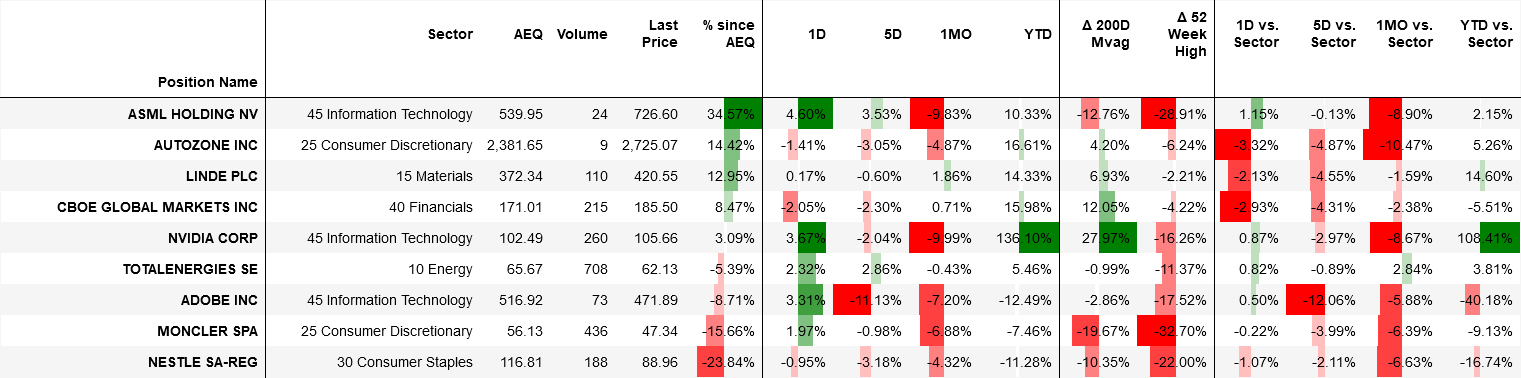 Position Name Sector AEQ Volume Last Price % since AEQ 1D 5D 1MO YTD Δ 200D Mvag Δ 52 Week High 1D vs. Sector 5D vs. Sector 1MO vs. Sector YTD vs. Sector
ASML HOLDING NV 45 Information Technology 539.95 24 726.60 34.57% 4.60% 3.53% -9.83% 10.33% -12.76% -28.91% 1.15% -0.13% -8.90% 2.15%
AUTOZONE INC 25 Consumer Discretionary 2,381.65 9 2,725.07 14.42% -1.41% -3.05% -4.87% 16.61% 4.20% -6.24% -3.32% -4.87% -10.47% 5.26%
LINDE PLC 15 Materials 372.34 110 420.55 12.95% 0.17% -0.60% 1.86% 14.33% 6.93% -2.21% -2.13% -4.55% -1.59% 14.60%
CBOE GLOBAL MARKETS INC 40 Financials 171.01 215 185.50 8.47% -2.05% -2.30% 0.71% 15.98% 12.05% -4.22% -2.93% -4.31% -2.38% -5.51%
NVIDIA CORP 45 Information Technology 102.49 260 105.66 3.09% 3.67% -2.04% -9.99% 136.10% 27.97% -16.26% 0.87% -2.97% -8.67% 108.41%
TOTALENERGIES SE 10 Energy 65.67 708 62.13 -5.39% 2.32% 2.86% -0.43% 5.46% -0.99% -11.37% 0.82% -0.89% 2.84% 3.81%
ADOBE INC 45 Information Technology 516.92 73 471.89 -8.71% 3.31% -11.13% -7.20% -12.49% -2.86% -17.52% 0.50% -12.06% -5.88% -40.18%
MONCLER SPA 25 Consumer Discretionary 56.13 436 47.34 -15.66% 1.97% -0.98% -6.88% -7.46% -19.67% -32.70% -0.22% -3.99% -6.39% -9.13%
NESTLE SA-REG 30 Consumer Staples 116.81 188 88.96 -23.84% -0.95% -3.18% -4.32% -11.28% -10.35% -22.00% -1.07% -2.11% -6.63% -16.74%